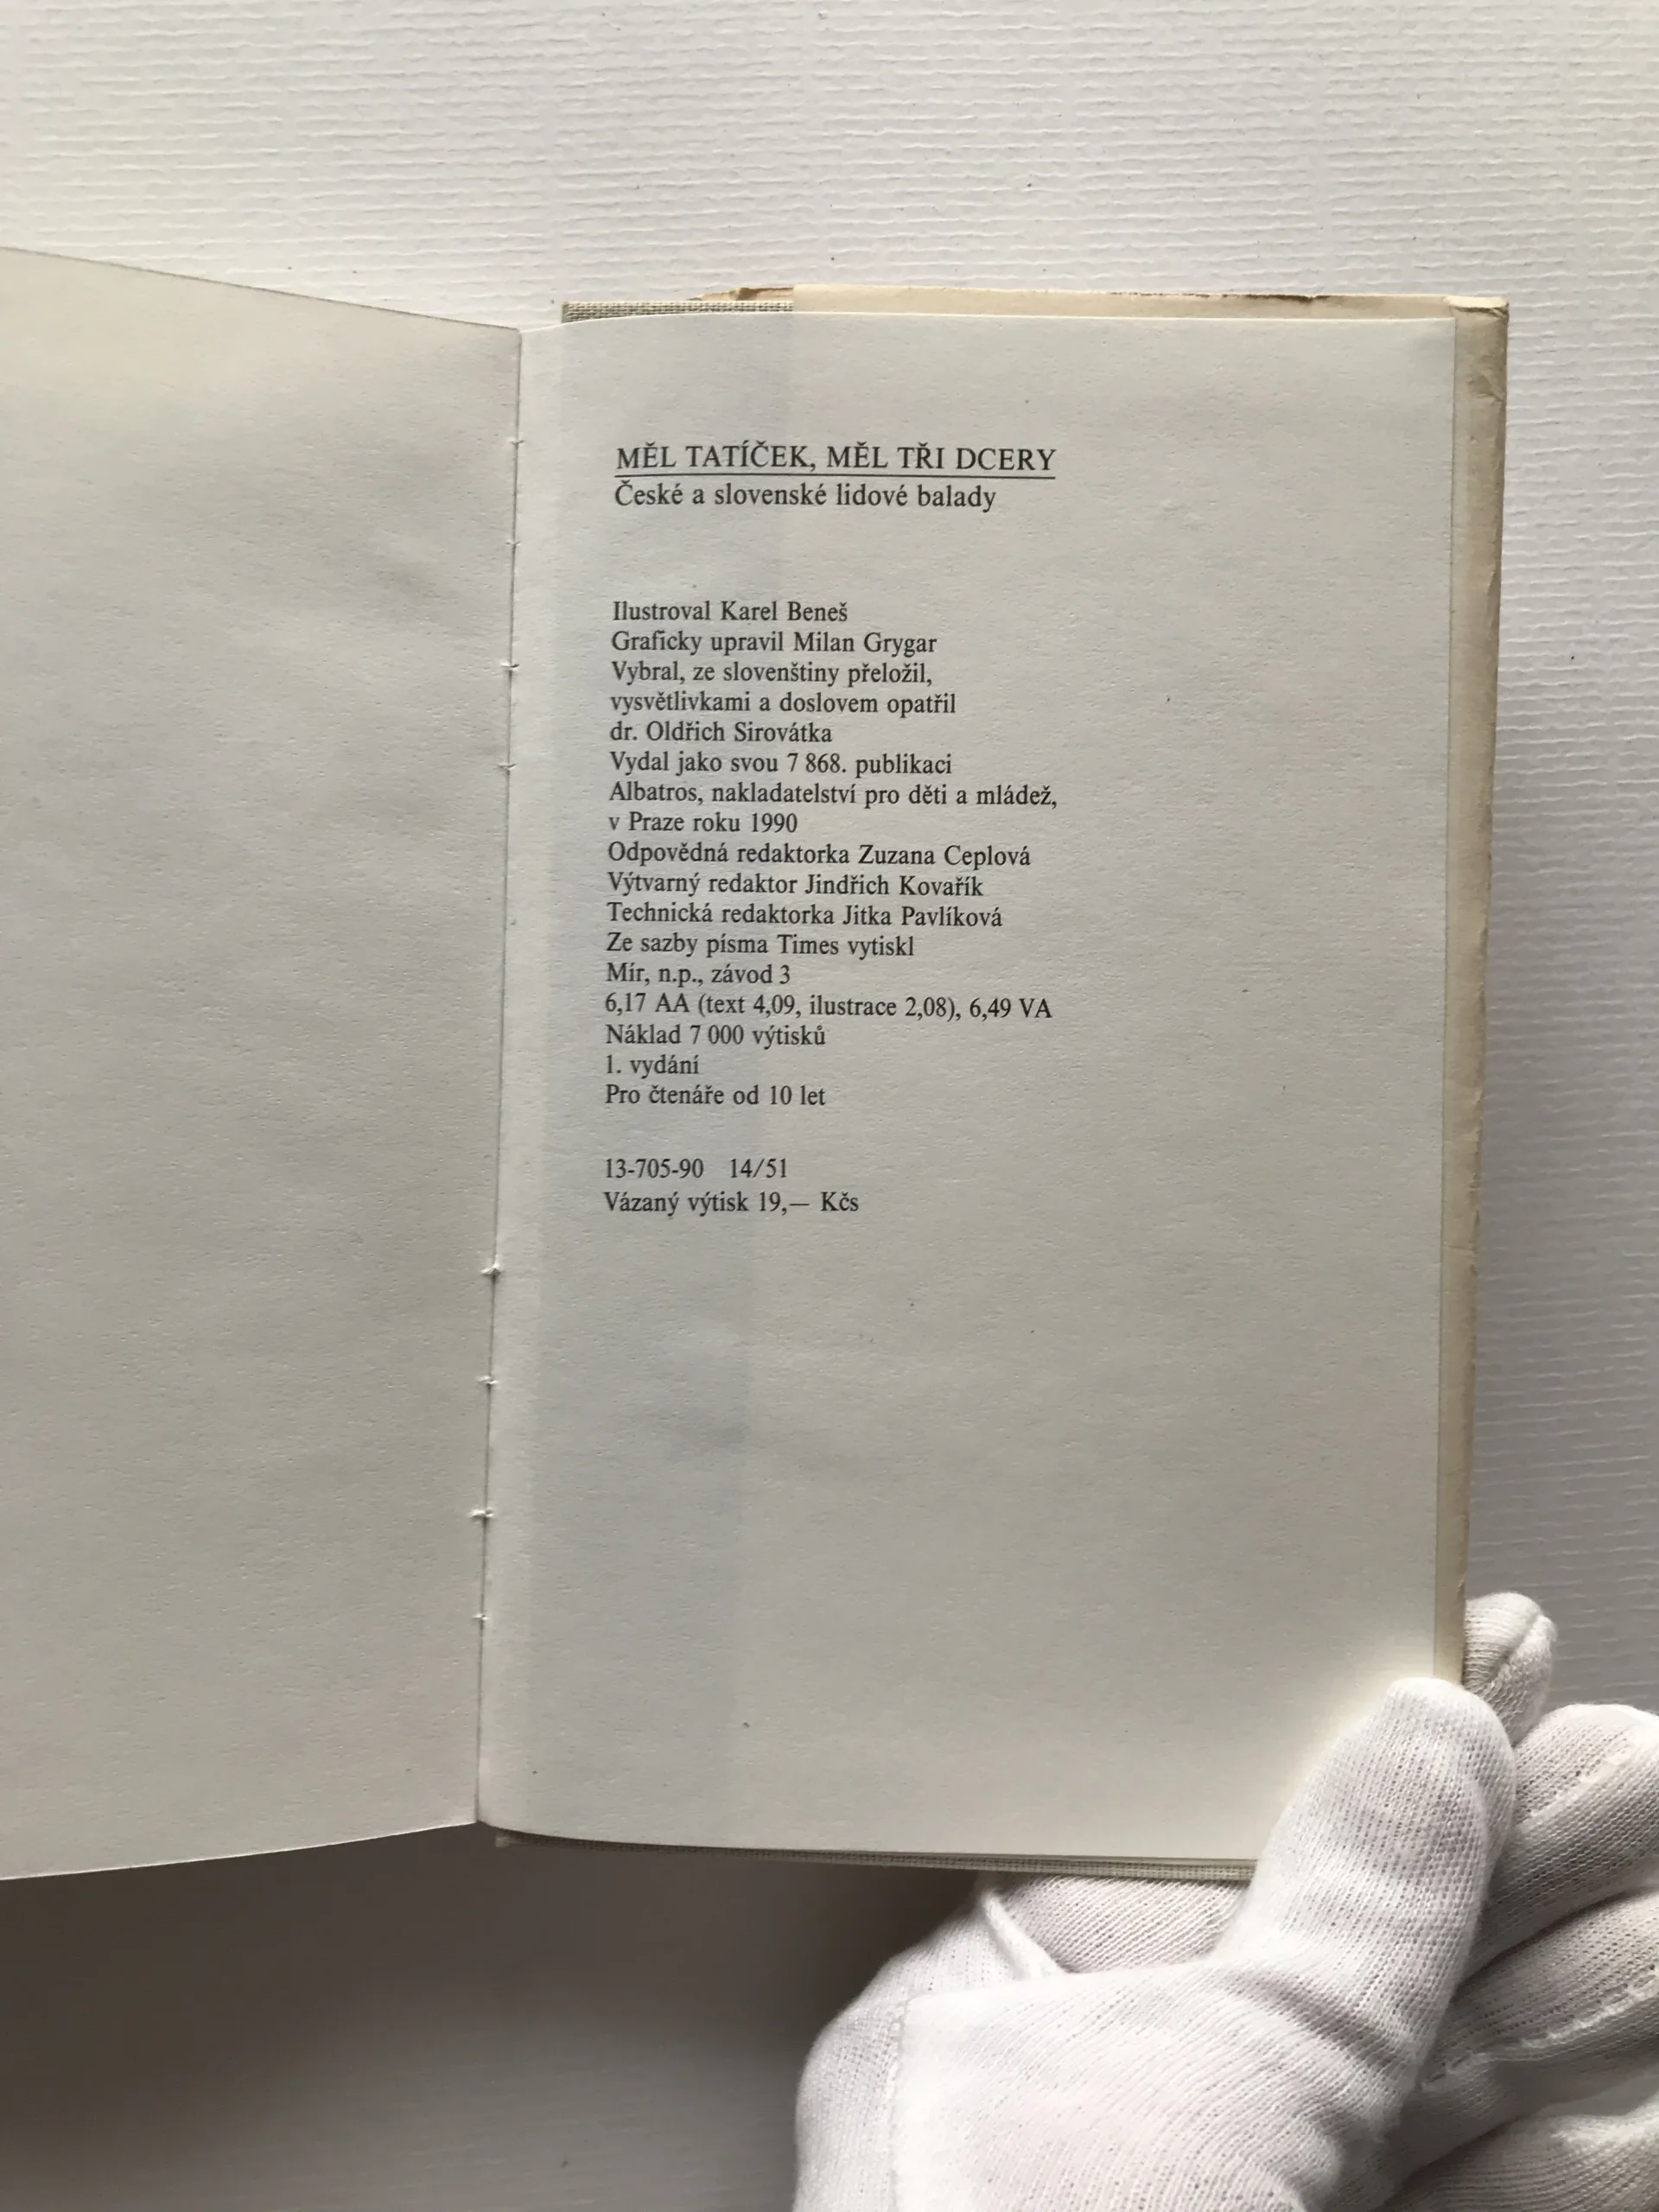 MĚL TATÍČEK, MĚL TŘI DCERY
České a slovenské lidové balady
Ilustroval Karel Beneš
Graficky upravil Milan Grygar
Vybral, ze slovenštiny přeložil,
vysvětlivkami a doslovem opatřil
dr. Oldřich Sirovátka
Vydal jako svou 7 868. publikaci
Albatros, nakladatelství pro děti a mládež,
v Praze roku 1990
Odpovědná redaktorka Zuzana Ceplová
Výtvarný redaktor Jindřich Kovařík
Technická redaktorka Jitka Pavlíková
Ze sazby písma Times vytiskl
Mír, n.p., závod 3
6,17 AA (text 4,09, ilustrace 2,08), 6,49 VA
Náklad 7 000 výtisků
1. vydání
Pro čtenáře od 10 let
13-705-90 14/51
Vázaný výtisk 19,— Kčs